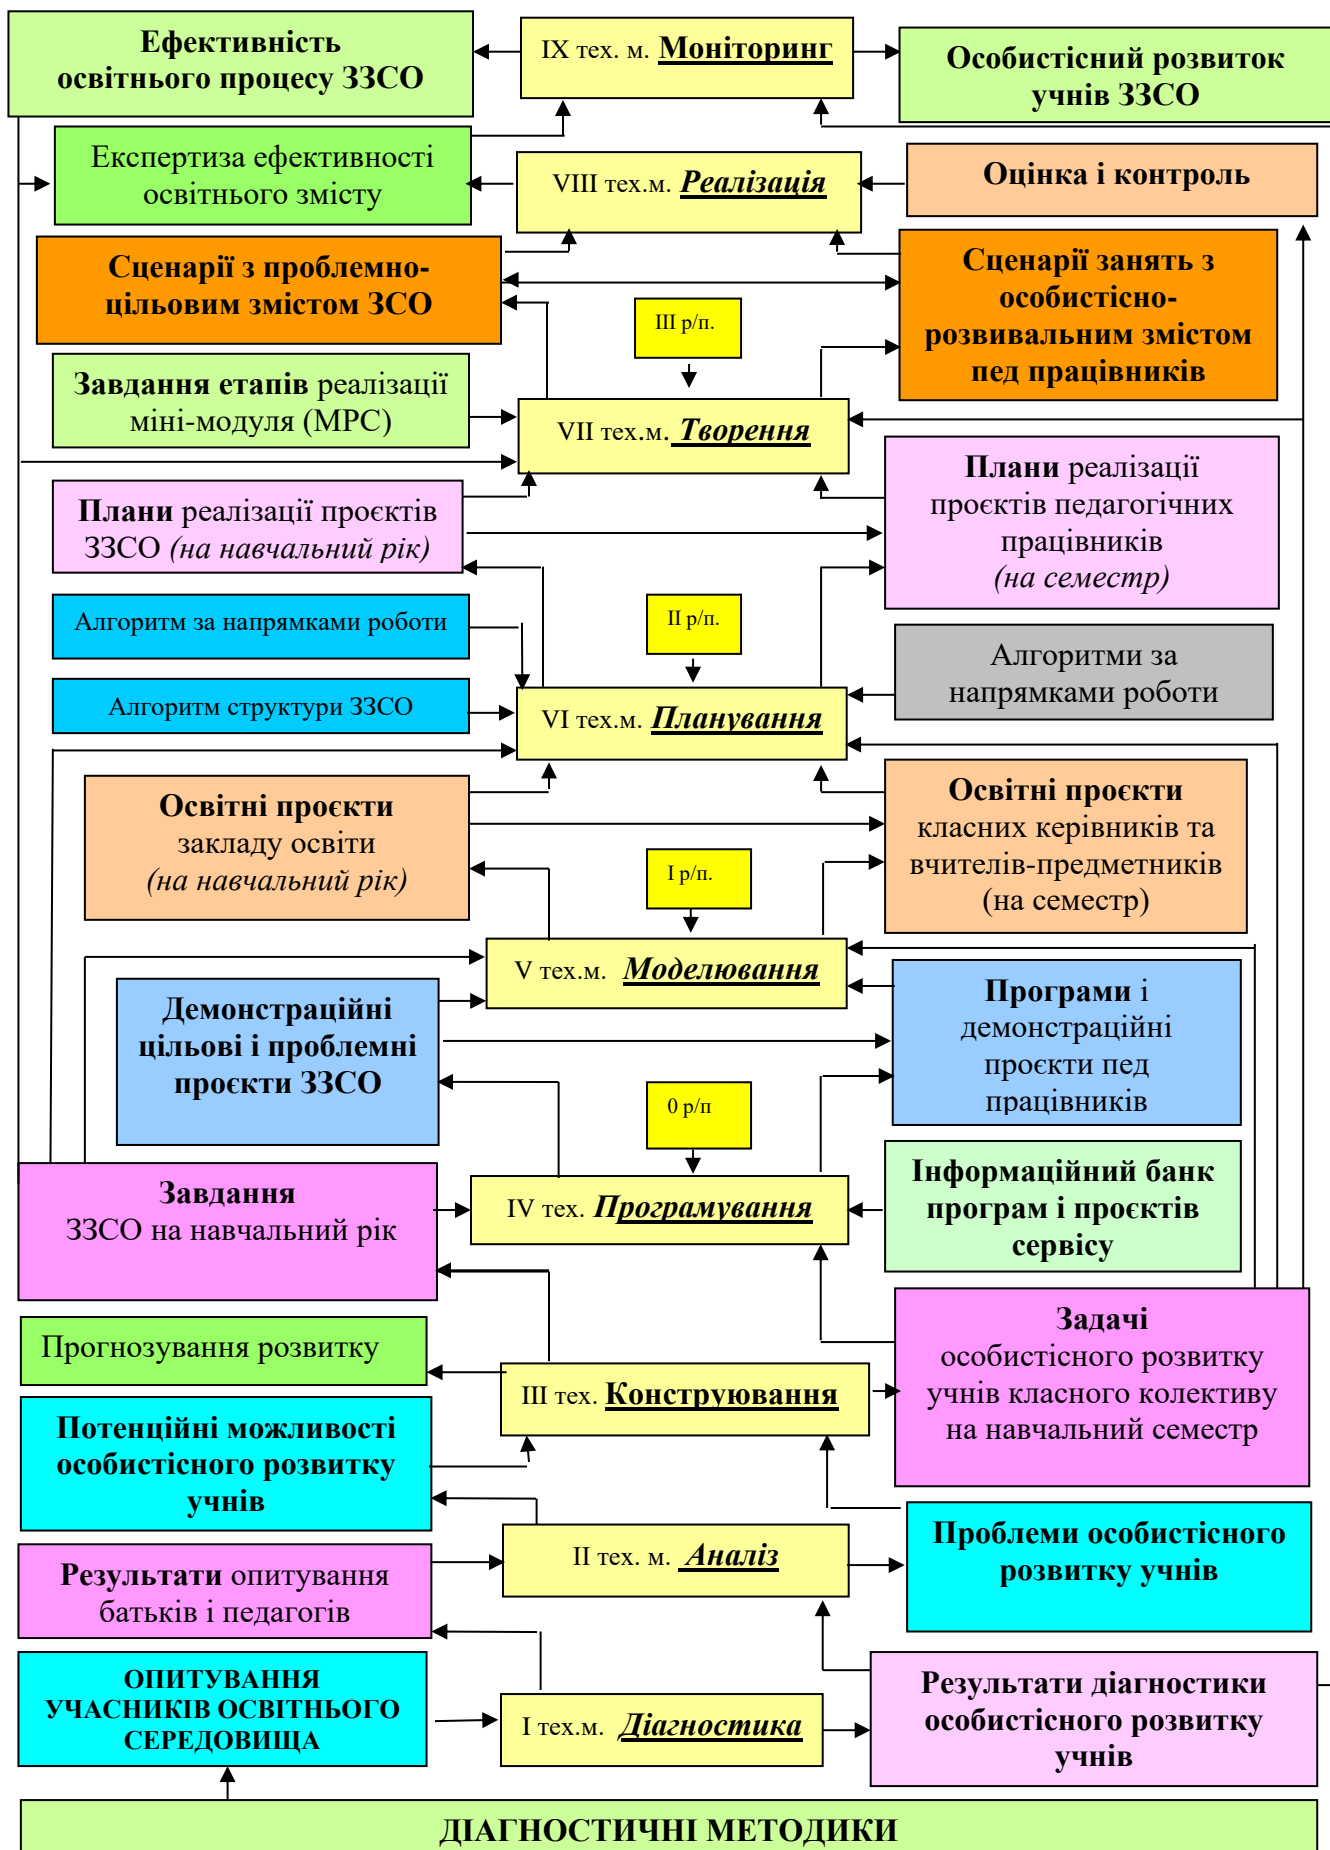 Ефективність
освітнього процесу ЗЗСО
ІХ тех. м. Моніторинг
Особистісний розвиток
учнів ЗЗСО
Експертиза ефективності
освітнього змісту
VIII тех.м. Реалізація
Оцінка і контроль
Сценарії з проблемно-
цільовим змістом ЗСО
Сценарії занять з
особистісно-
розвивальним змістом
пед працівників
ІІІ р/п.
Завдання етапів реалізації
міні-модуля (МРС)
VII тех.м. Творення
Плани реалізації проєктів
ЗЗСО (на навчальний рік)
Плани реалізації
проєктів педагогічних
працівників
(на семестр)
Алгоритм за напрямками роботи
ІІ р/п.
Алгоритми за
напрямками роботи
Алгоритм структури ЗЗСО
VI тех.м. Планування
Освітні проєкти
закладу освіти
(на навчальний рік)
Освітні проєкти
класних керівників та
вчителів-предметників
(на семестр)
І р/п.
V тех.м. Моделювання
Демонстраційні
цільові і проблемні
проєкти ЗЗСО
Програми і
демонстраційні
проєкти пед
працівників
0 р/п
Завдання
ЗЗСО на навчальний рік
IV тех. Програмування
Інформаційний банк
програм і проєктів
сервісу
Прогнозування розвитку
ІІІ тех. Конструювання
Задачі
особистісного розвитку
учнів класного колективу
на навчальний семестр
Потенційні можливості
особистісного розвитку
учнів
ІІ тех. м. Аналіз
Проблеми особистісного
розвитку учнів
Результати опитування
батьків і педагогів
ОПИТУВАННЯ
УЧАСНИКІВ ОСВІТНЬОГО
СЕРЕДОВИЩА
І тех.м. Діагностика
Результати діагностики
особистісного розвитку
учнів
ДІАГНОСТИЧНІ МЕТОДИКИ